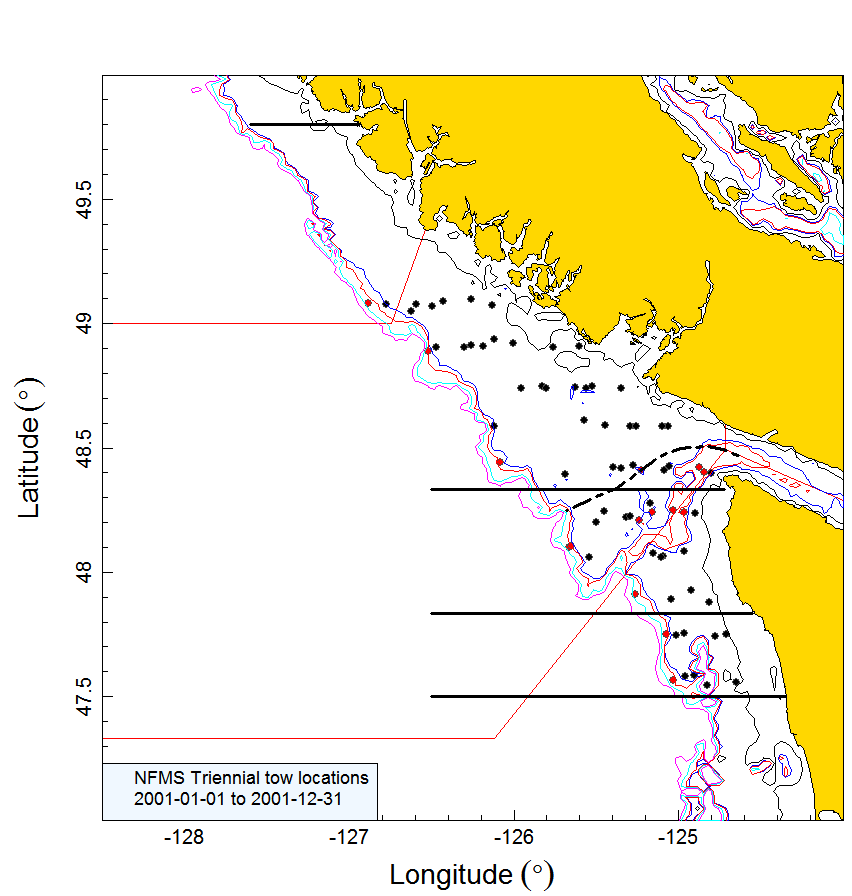 49.5
49
48.5
48
47.5
Latitude (°)
NFMS Triennial tow locations
2001-01-01 to 2001-12-31
-128 -127 -126 -125
Longitude (°)